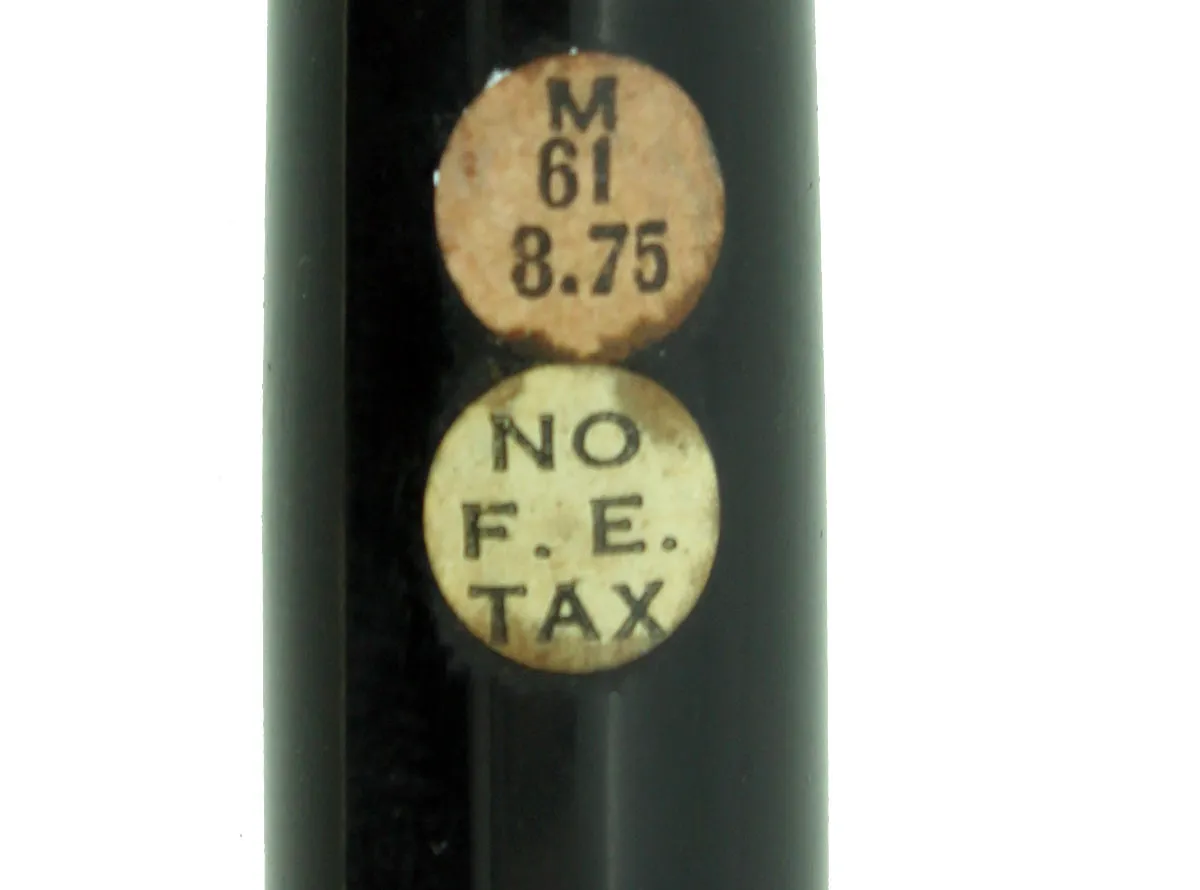 M
61
8.75
NO
F. E.
TAX